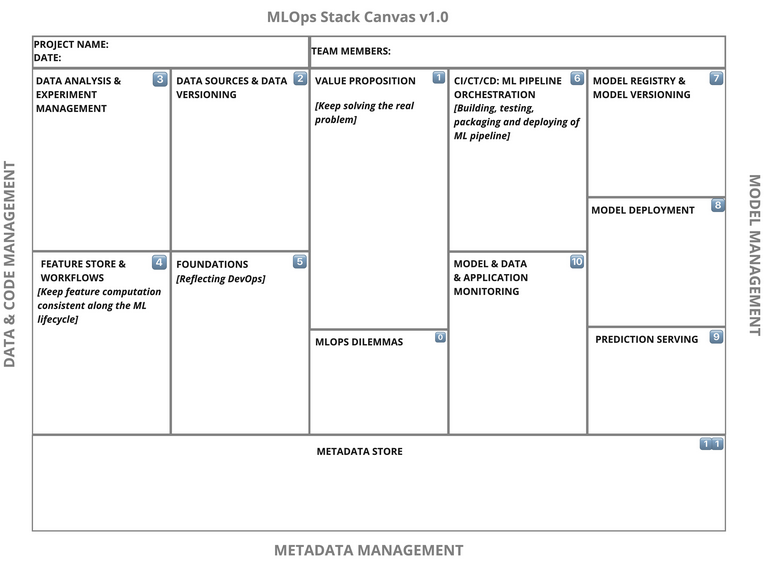 MLOps Stack Canvas v1.0
PROJECT NAME:
DATE:
TEAM MEMBERS:
DATA ANALYSIS &
EXPERIMENT
MANAGEMENT
3
DATA SOURCES & DATA
VERSIONING
2
VALUE PROPOSITION
1
[Keep solving the real
problem]
CI/CT/CD: ML PIPELINE
ORCHESTRATION
6
[Building, testing,
packaging and deploying of
ML pipeline]
MODEL REGISTRY &
MODEL VERSIONING
7
MODEL DEPLOYMENT
8
FEATURE STORE &
WORKFLOWS
4
[Keep feature computation
consistent along the ML
lifecycle]
FOUNDATIONS
5
[Reflecting DevOps]
MLOPS DILEMMAS
0
MODEL & DATA
& APPLICATION
MONITORING
10
PREDICTION SERVING
9
METADATA STORE
11
DATA & CODE MANAGEMENT
MODEL MANAGEMENT
METADATA MANAGEMENT